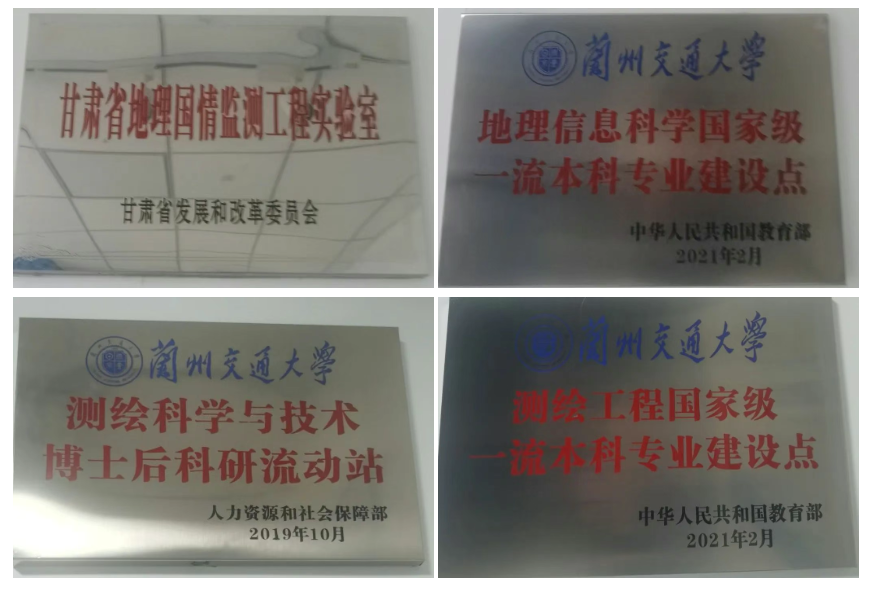 甘肃省地理国情监测工程实验室
甘肃省发展和改革委员会
蘭州交通大學
地理信息科学国家级
一流本科专业建设点
中华人民共和国教育部
2021年2月
蘭州交通大學
测绘科学与技术
博士后科研流动站
人力资源和社会保障部
2019年10月
蘭州交通大學
测绘工程国家级
一流本科专业建设点
中华人民共和国教育部
2021年2月